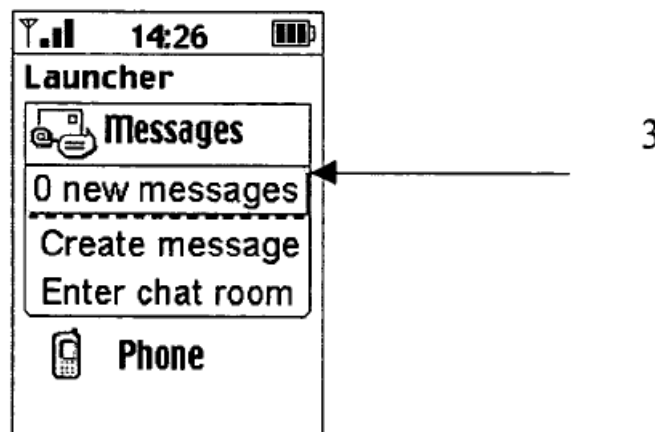 14:26
Launcher
Messages
3
0 new messages
Create message
Enter chat room
Phone